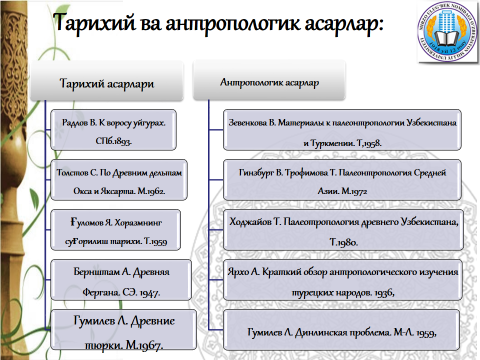 Тарихий ва антропологик асарлар:
Тарихий асарлари
Радлов В. К воросу уйгурах.
СПб.1893.
Толстов С. По Древним дельтам
Окса и Яксарта. М.1962.
Ғуломов Я. Хоразмнинг
суғорилиш тарихи. Т.1959
Бернштам А. Древняя
Фергана. СЭ. 1947.
Гумилев Л. Древние
тюрки. М.1967.
Антропологик асарлар
Зевенкова В. Материалы к палеонтропологии Узбекистана
и Туркмении. Т,1958.
Гинзбург В. Трофимова Т. Палеонтропология Средней
Азии. М.1972
Ходжайов Т. Палеотропология древнего Узбекистана,
Т.1980.
Ярхо А. Краткий обзор антропологического изучения
турецких народов. 1936,
Гумилев Л. Динлинская проблема. М-Л. 1959,